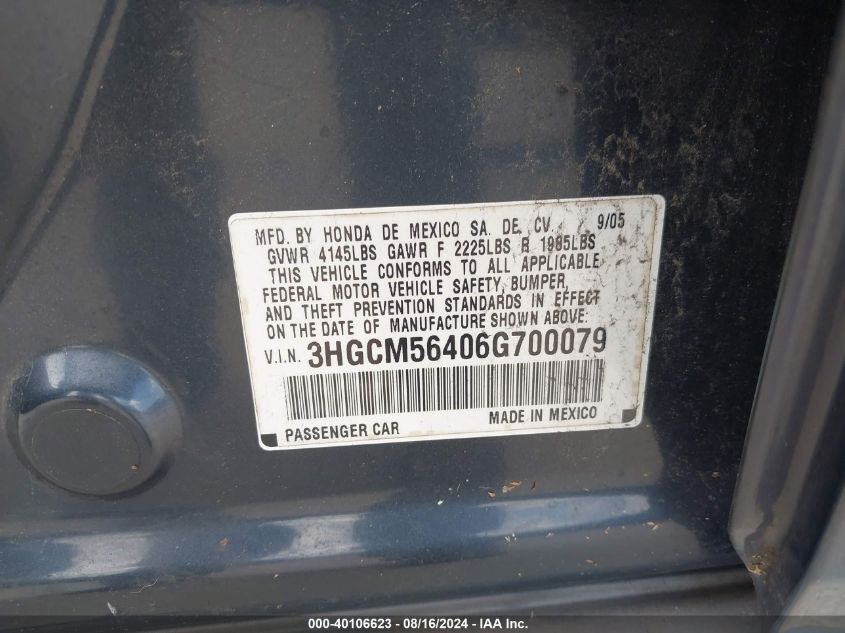 MFD. BY HONDA DE MEXICO SA. DE. CV. 9/05
GVWR 4145LBS GAWR F 2225LBS R 1985LBS
THIS VEHICLE CONFORMS TO ALL APPLICABLE
FEDERAL MOTOR VEHICLE SAFETY, BUMPER,
AND THEFT PREVENTION STANDARDS IN EFFECT
ON THE DATE OF MANUFACTURE SHOWN ABOVE:
V.I.N. 3HGCM56406G700079
PASSENGER CAR MADE IN MEXICO
000-40106623 - 08/16/2024 - IAA Inc.